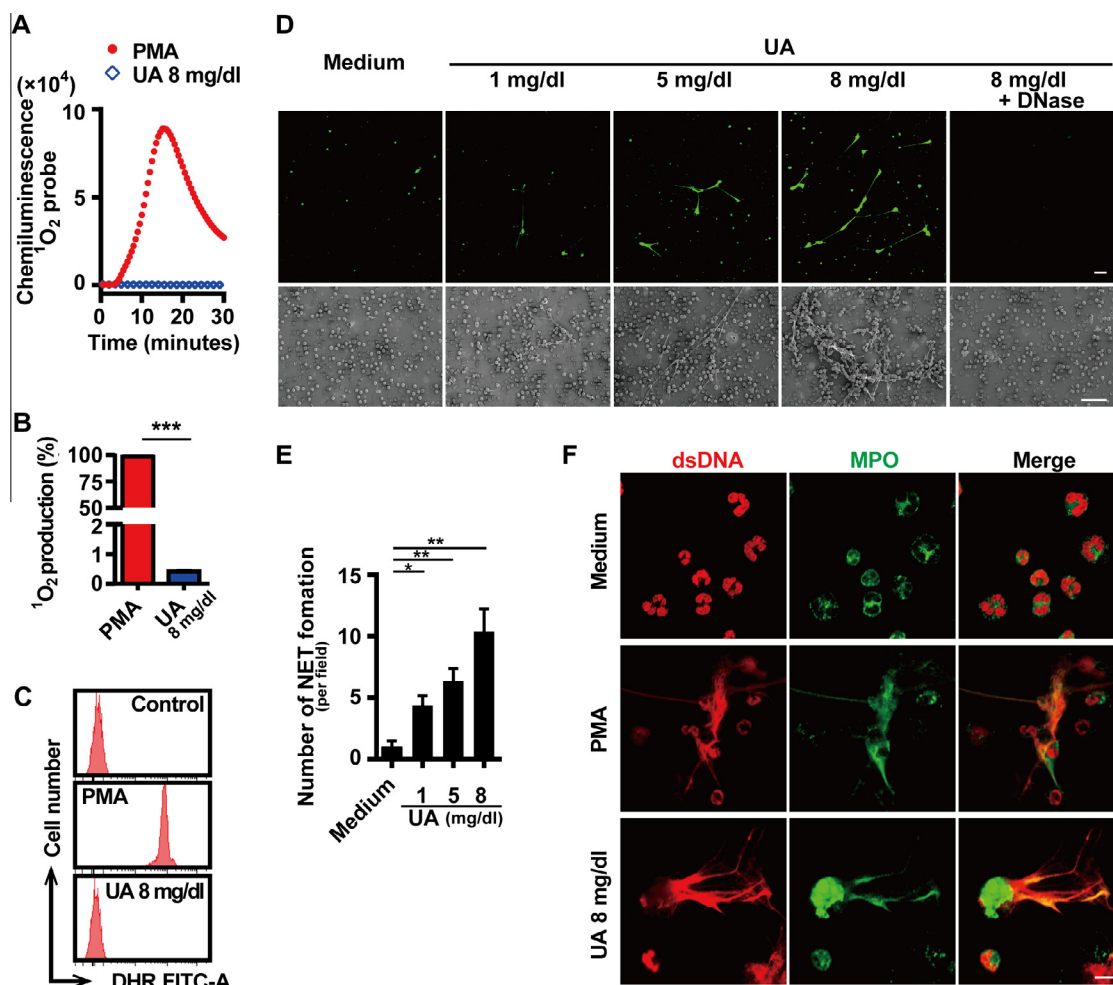 A
PMA
UA 8 mg/dl
(×10⁴)
Chemiluminescence
¹O₂ probe
10
5
0
0 10 20 30
Time (minutes)
B
***
¹O₂ production (%)
100
75
50
2
1
0
PMA
UA
8 mg/dl
C
Cell number
Control
PMA
UA 8 mg/dl
DHR FITC-A
D
UA
Medium
1 mg/dl 5 mg/dl 8 mg/dl 8 mg/dl
+ DNase
E
Number of NET fomation
(per field)
**
**
*
15
10
5
0
Medium
1 5 8
UA (mg/dl)
F
dsDNA MPO Merge
Medium
PMA
UA 8 mg/dl